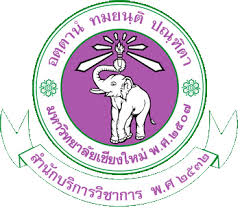 อตฺตานํ ทมยนฺติ ปณฺฑิตา
มหาวิทยาลัยเชียงใหม่ พ.ศ.๒๕๐๗
สำนักบริการวิชาการ พ.ศ ๒๕๓๒